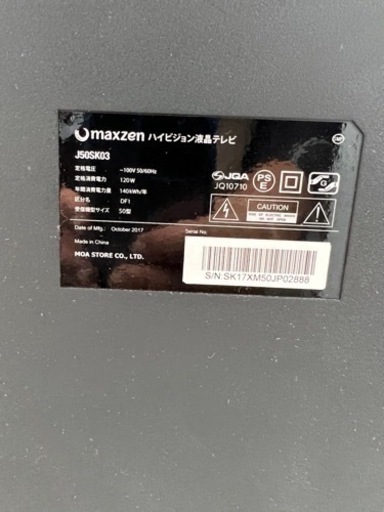 maxzen ハイビジョン液晶テレビ
J50SK03
定格電圧 : ~100V 50/60Hz
定格消費電力 : 120W
年間消費電力量 : 140kWh/年
区分名 : DF1
受信機型サイズ : 50型
JQA
JQ10710
PS
E
G
CAUTION
Date of Mfg.: October 2017
Serial No.:
MOA STORE CO., LTD.
S/N:SK17XM50JP02888